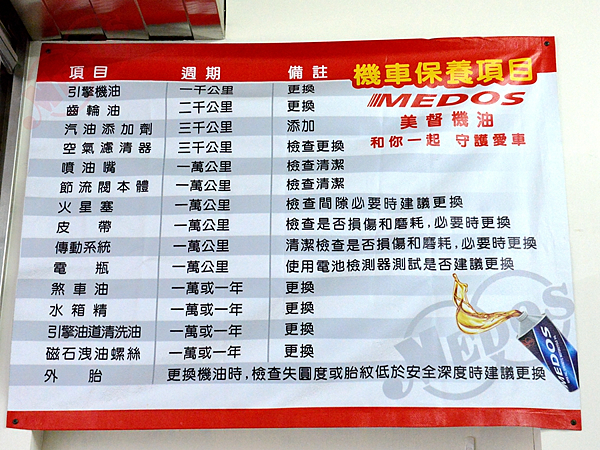 項目 週期 備註 機車保養項目
引擎機油 一千公里 更換
MEDOS
齒輪油 二千公里 更換
美督機油
汽油添加劑 三千公里 添加
和你一起 守護愛車
空氣濾清器 三千公里 檢查更換
噴油嘴 一萬公里 檢查清潔
節流閥本體 一萬公里 檢查清潔
火星塞 一萬公里 檢查間隙必要時建議更換
皮帶 一萬公里 檢查是否損傷和磨耗,必要時更換
傳動系統 一萬公里 清潔檢查是否損傷和磨耗,必要時更換
電瓶 一萬公里 使用電池檢測器測試是否建議更換
煞車油 一萬或一年 更換
水箱精 一萬或一年 更換
引擎油道清洗油 一萬或一年 更換
磁石洩油螺絲 一萬或一年 更換
外胎 更換機油時,檢查失圓度或胎紋低於安全深度時建議更換
MEDOS
MEDOS